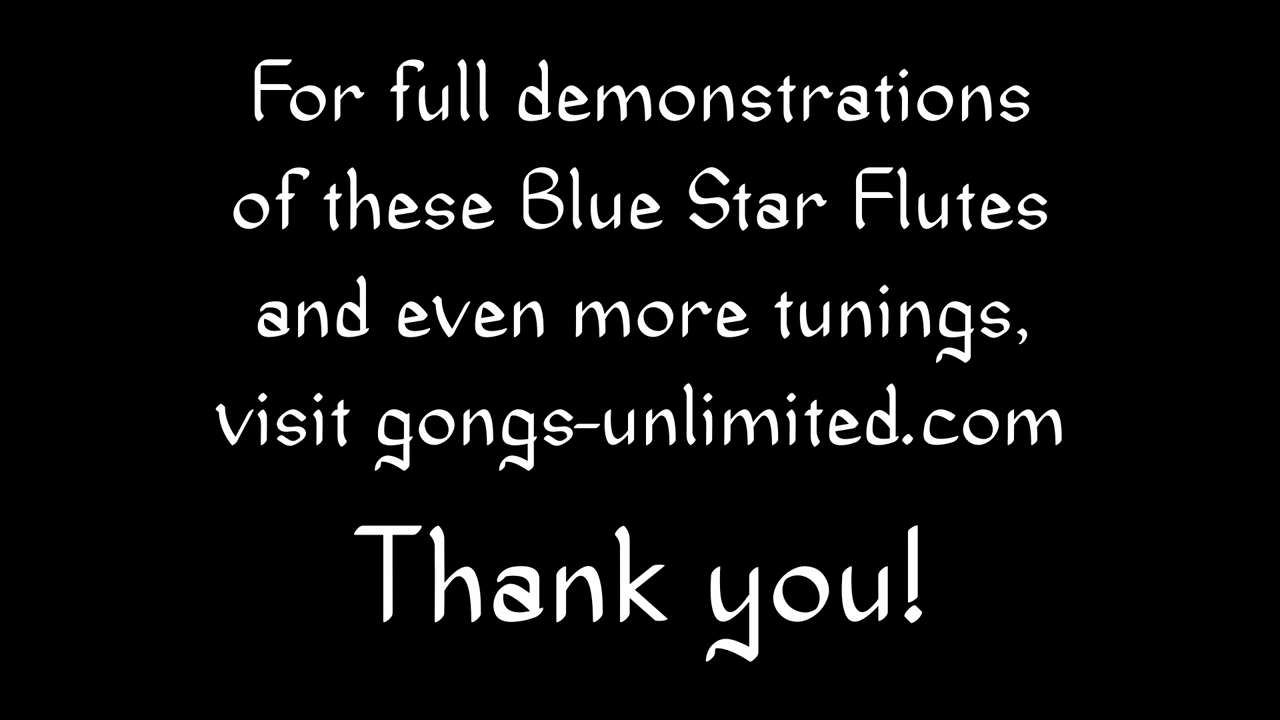 For full demonstrations
of these Blue Star Flutes
and even more tunings,
visit gongs-unlimited.com
Thank you!